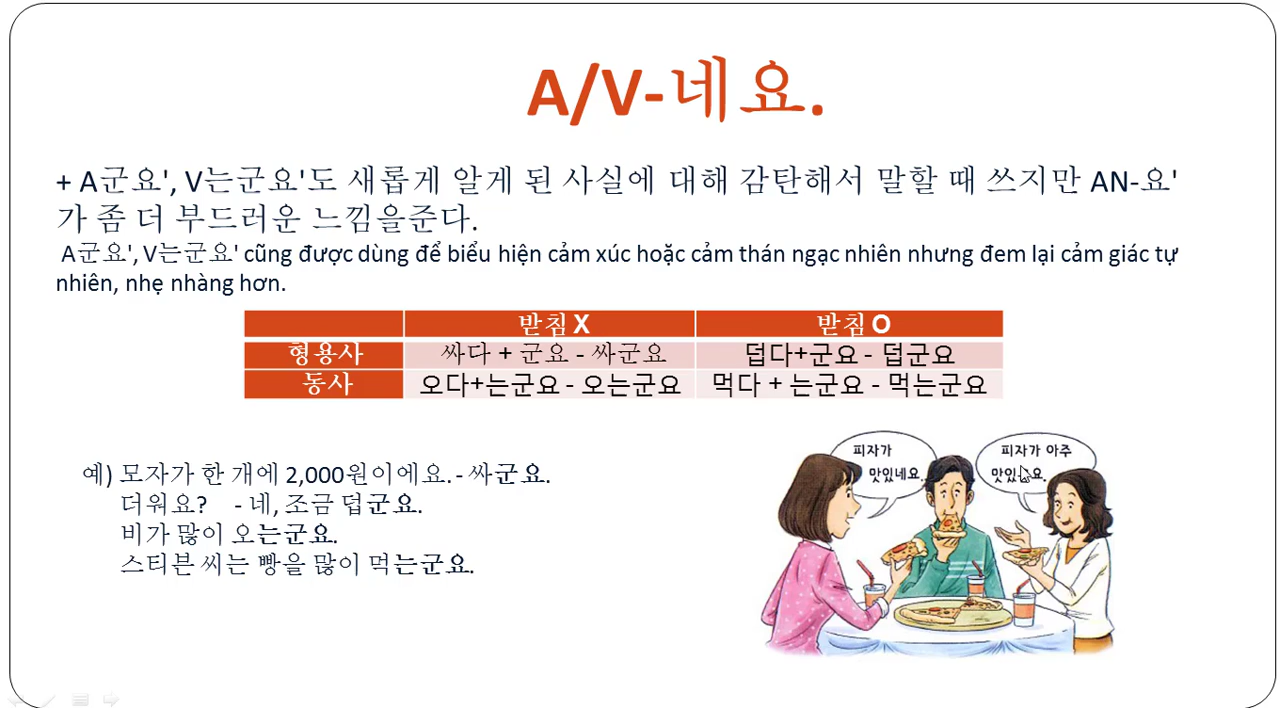 A/V-네요.
+ A군요', V는군요'도 새롭게 알게 된 사실에 대해 감탄해서 말할 때 쓰지만 AN-요'
가 좀 더 부드러운 느낌을준다.
A군요', V는군요' cũng được dùng để biểu hiện cảm xúc hoặc cảm thán ngạc nhiên nhưng đem lại cảm giác tự
nhiên, nhẹ nhàng hơn.
받침 X 받침 O
형용사 싸다 + 군요 - 싸군요 덥다+군요 - 덥군요
동사 오다+는군요 - 오는군요 먹다 + 는군요 - 먹는군요
예) 모자가 한 개에 2,000원이에요. - 싸군요.
더워요? - 네, 조금 덥군요.
비가 많이 오는군요.
스티븐 씨는 빵을 많이 먹는군요.
피자가
맛있네요.
피자가 아주